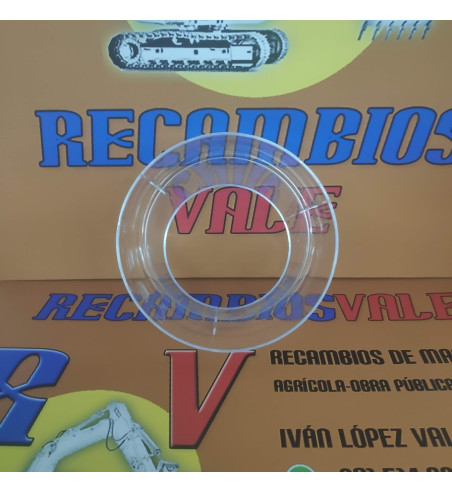 RECAMBIOS
VALE
RECAMBIOSVALE
R V
RECAMBIOS DE MA
AGRÍCOLA-OBRA PÚBLICA
IVÁN LÓPEZ VAL